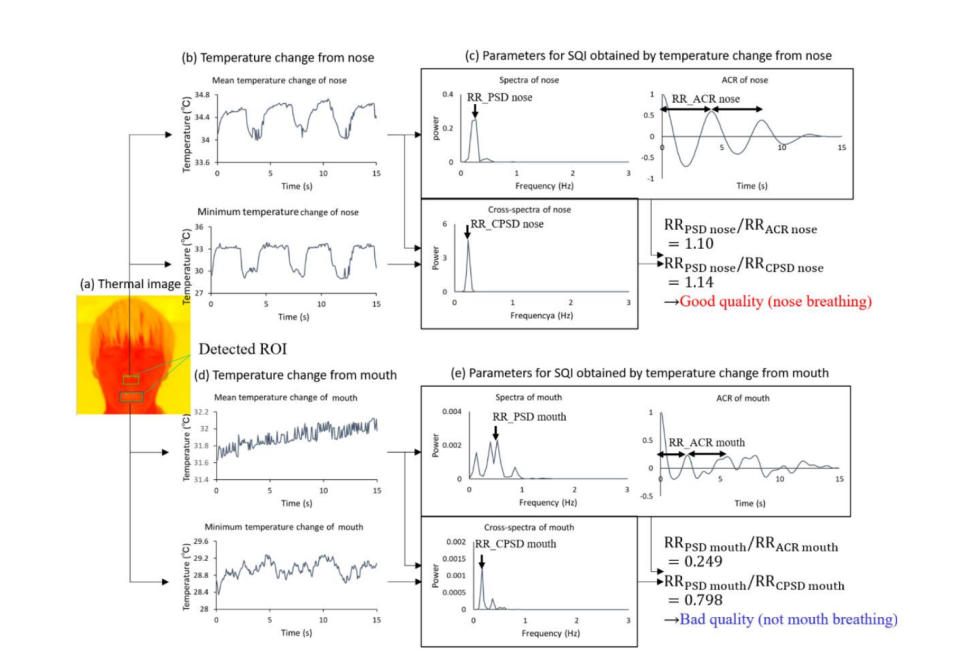 (b) Temperature change from nose
(c) Parameters for SQI obtained by temperature change from nose
Mean temperature change of nose
Temperature (°C)
34.8
34.4
34
33.6
0 5 10 15
Time (s)
Spectra of nose
RR_PSD nose
power
0.4
0.2
0
0 1 2 3
Frequency (Hz)
ACR of nose
RR_ACR nose
1
0.5
0
-0.5
-1
0 5 10 15
Time (s)
Minimum temperature change of nose
Temperature (°C)
36
33
30
27
0 5 10 15
Time (s)
Cross-spectra of nose
RR_CPSD nose
Power
6
3
0
0 1 2 3
Frequencya (Hz)
RR_PSD nose/RR_ACR nose
= 1.10
RR_PSD nose/RR_CPSD nose
= 1.14
→Good quality (nose breathing)
(a) Thermal image
Detected ROI
(d) Temperature change from mouth
(e) Parameters for SQI obtained by temperature change from mouth
Mean temperature change of mouth
Temperature (°C)
32.2
32
31.8
31.6
31.4
0 5 10 15
Time (s)
Spectra of mouth
RR_PSD mouth
Power
0.004
0.002
0
0 1 2 3
Frequency (Hz)
ACR of mouth
RR_ACR mouth
1
0.5
0
-0.5
0 5 10 15
Time (s)
Minimum temperature change of mouth
Temperature (°C)
29.6
29.2
28.8
28.4
28
0 5 10 15
Time (s)
Cross-spectra of mouth
RR_CPSD mouth
Power
0.002
0.0015
0.001
0.0005
0
0 1 2 3
Frequency (Hz)
RR_PSD mouth/RR_ACR mouth
= 0.249
RR_PSD mouth/RR_CPSD mouth
= 0.798
→Bad quality (not mouth breathing)